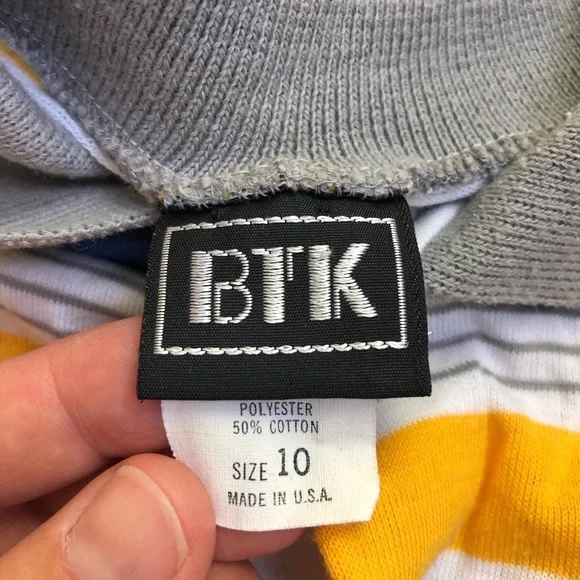 BTK
POLYESTER
50% COTTON
SIZE 10
MADE IN U.S.A.